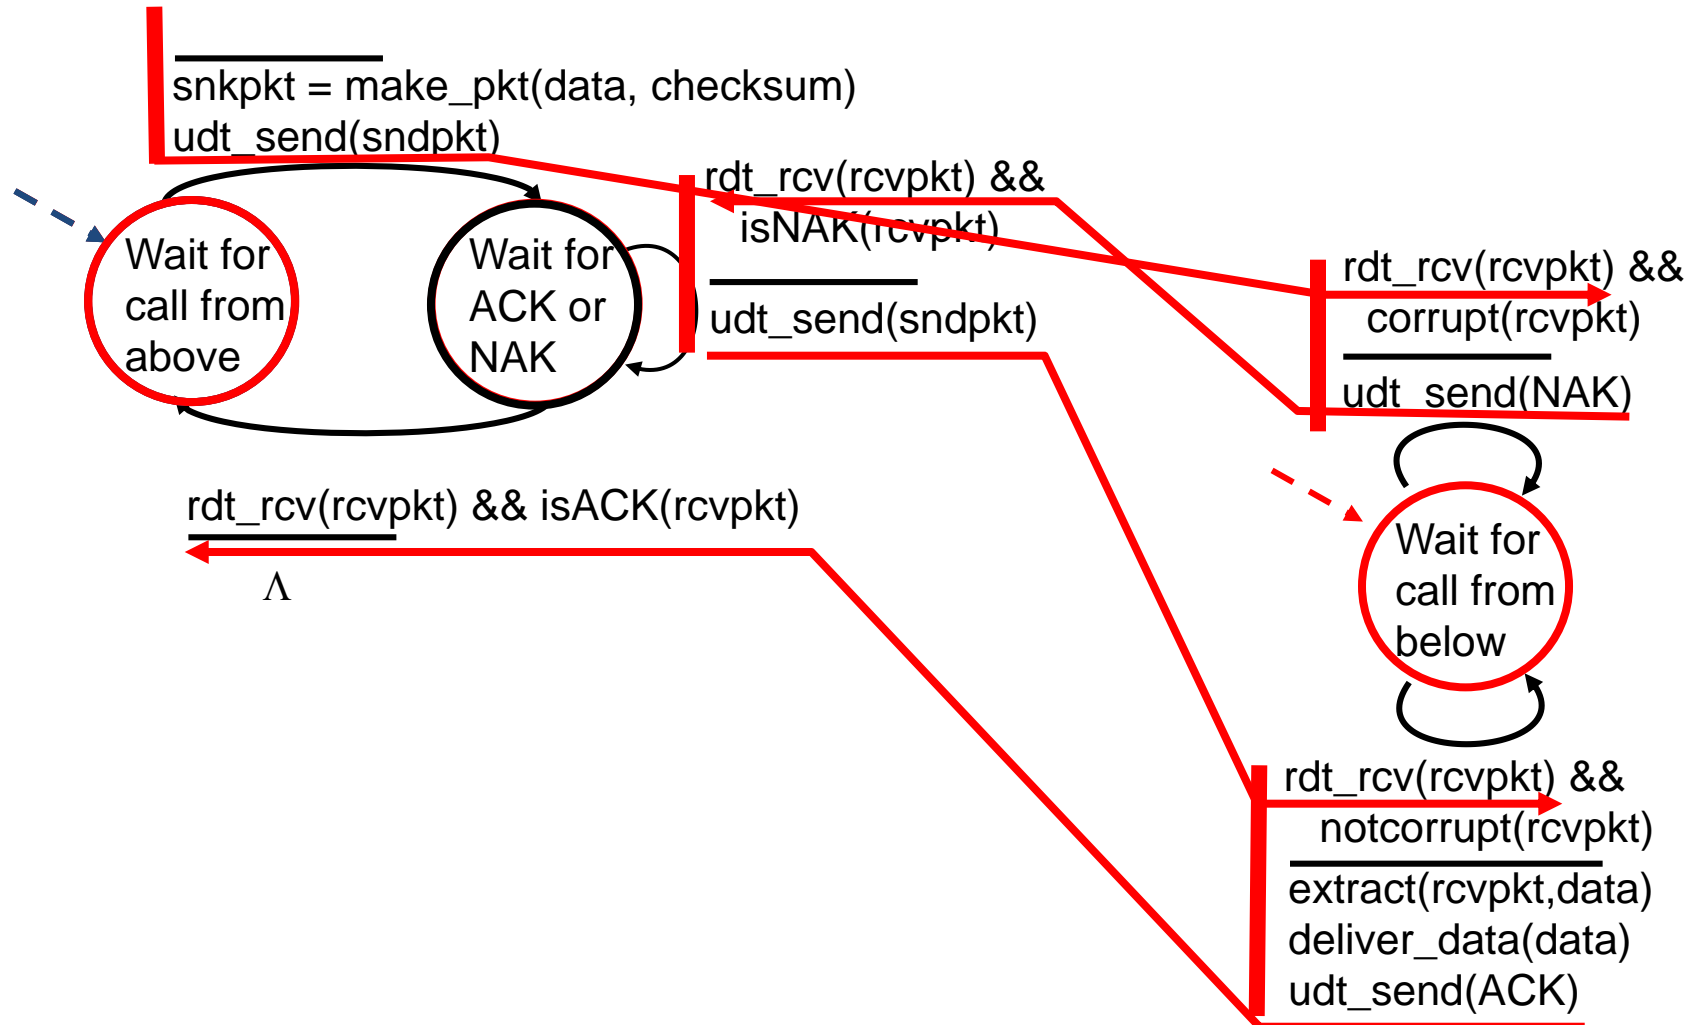 snkpkt = make_pkt(data, checksum)
udt_send(sndpkt)
rdt_rcv(rcvpkt) &&
isNAK(rcvpkt)
udt_send(sndpkt)
Wait for
call from
above
Wait for
ACK or
NAK
rdt_rcv(rcvpkt) && isACK(rcvpkt)
Λ
rdt_rcv(rcvpkt) &&
corrupt(rcvpkt)
udt_send(NAK)
Wait for
call from
below
rdt_rcv(rcvpkt) &&
notcorrupt(rcvpkt)
extract(rcvpkt,data)
deliver_data(data)
udt_send(ACK)